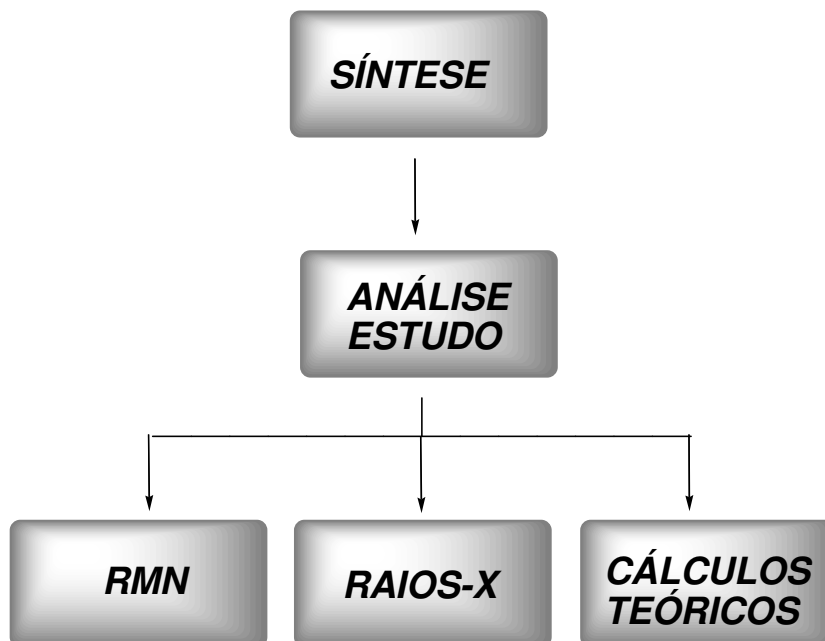 SÍNTESE
ANÁLISE
ESTUDO
RMN
RAIOS-X
CÁLCULOS
TEÓRICOS